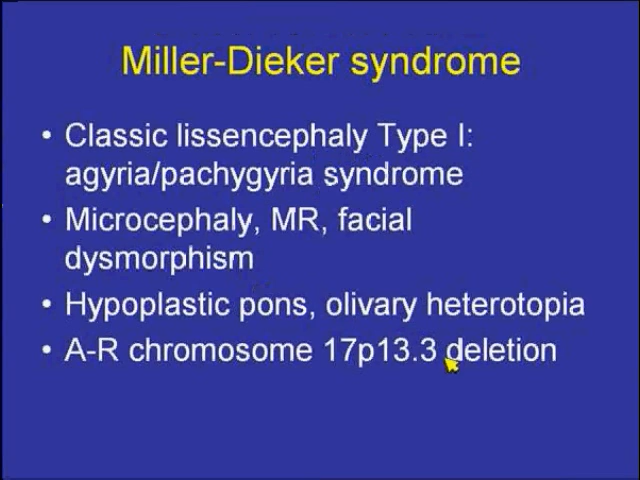 Miller-Dieker syndrome
• Classic lissencephaly Type I:
agyria/pachygyria syndrome
• Microcephaly, MR, facial
dysmorphism
• Hypoplastic pons, olivary heterotopia
• A-R chromosome 17p13.3 deletion